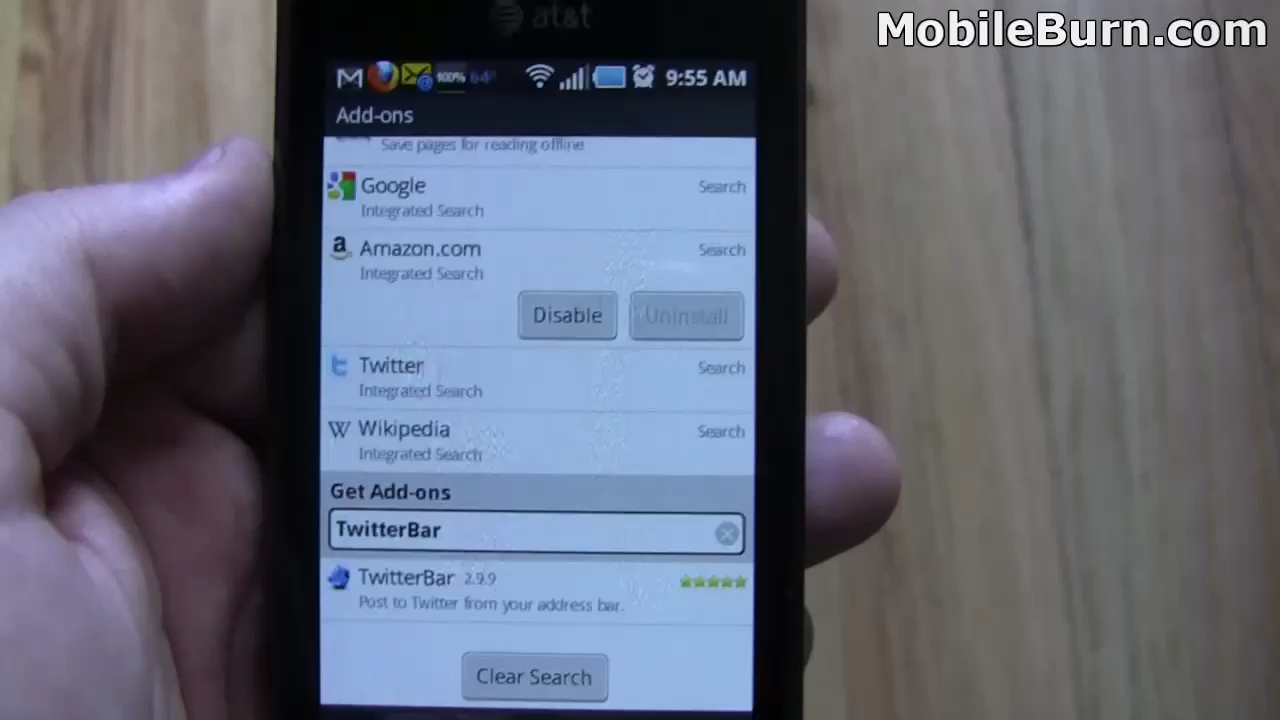 MobileBurn.com
at&t
100% 64°
9:55 AM
Add-ons
Save pages for reading offline
Google Search
Integrated Search
Amazon.com Search
Integrated Search
Disable Uninstall
Twitter Search
Integrated Search
Wikipedia Search
Integrated Search
Get Add-ons
TwitterBar
TwitterBar 2.9.9
Post to Twitter from your address bar.
Clear Search